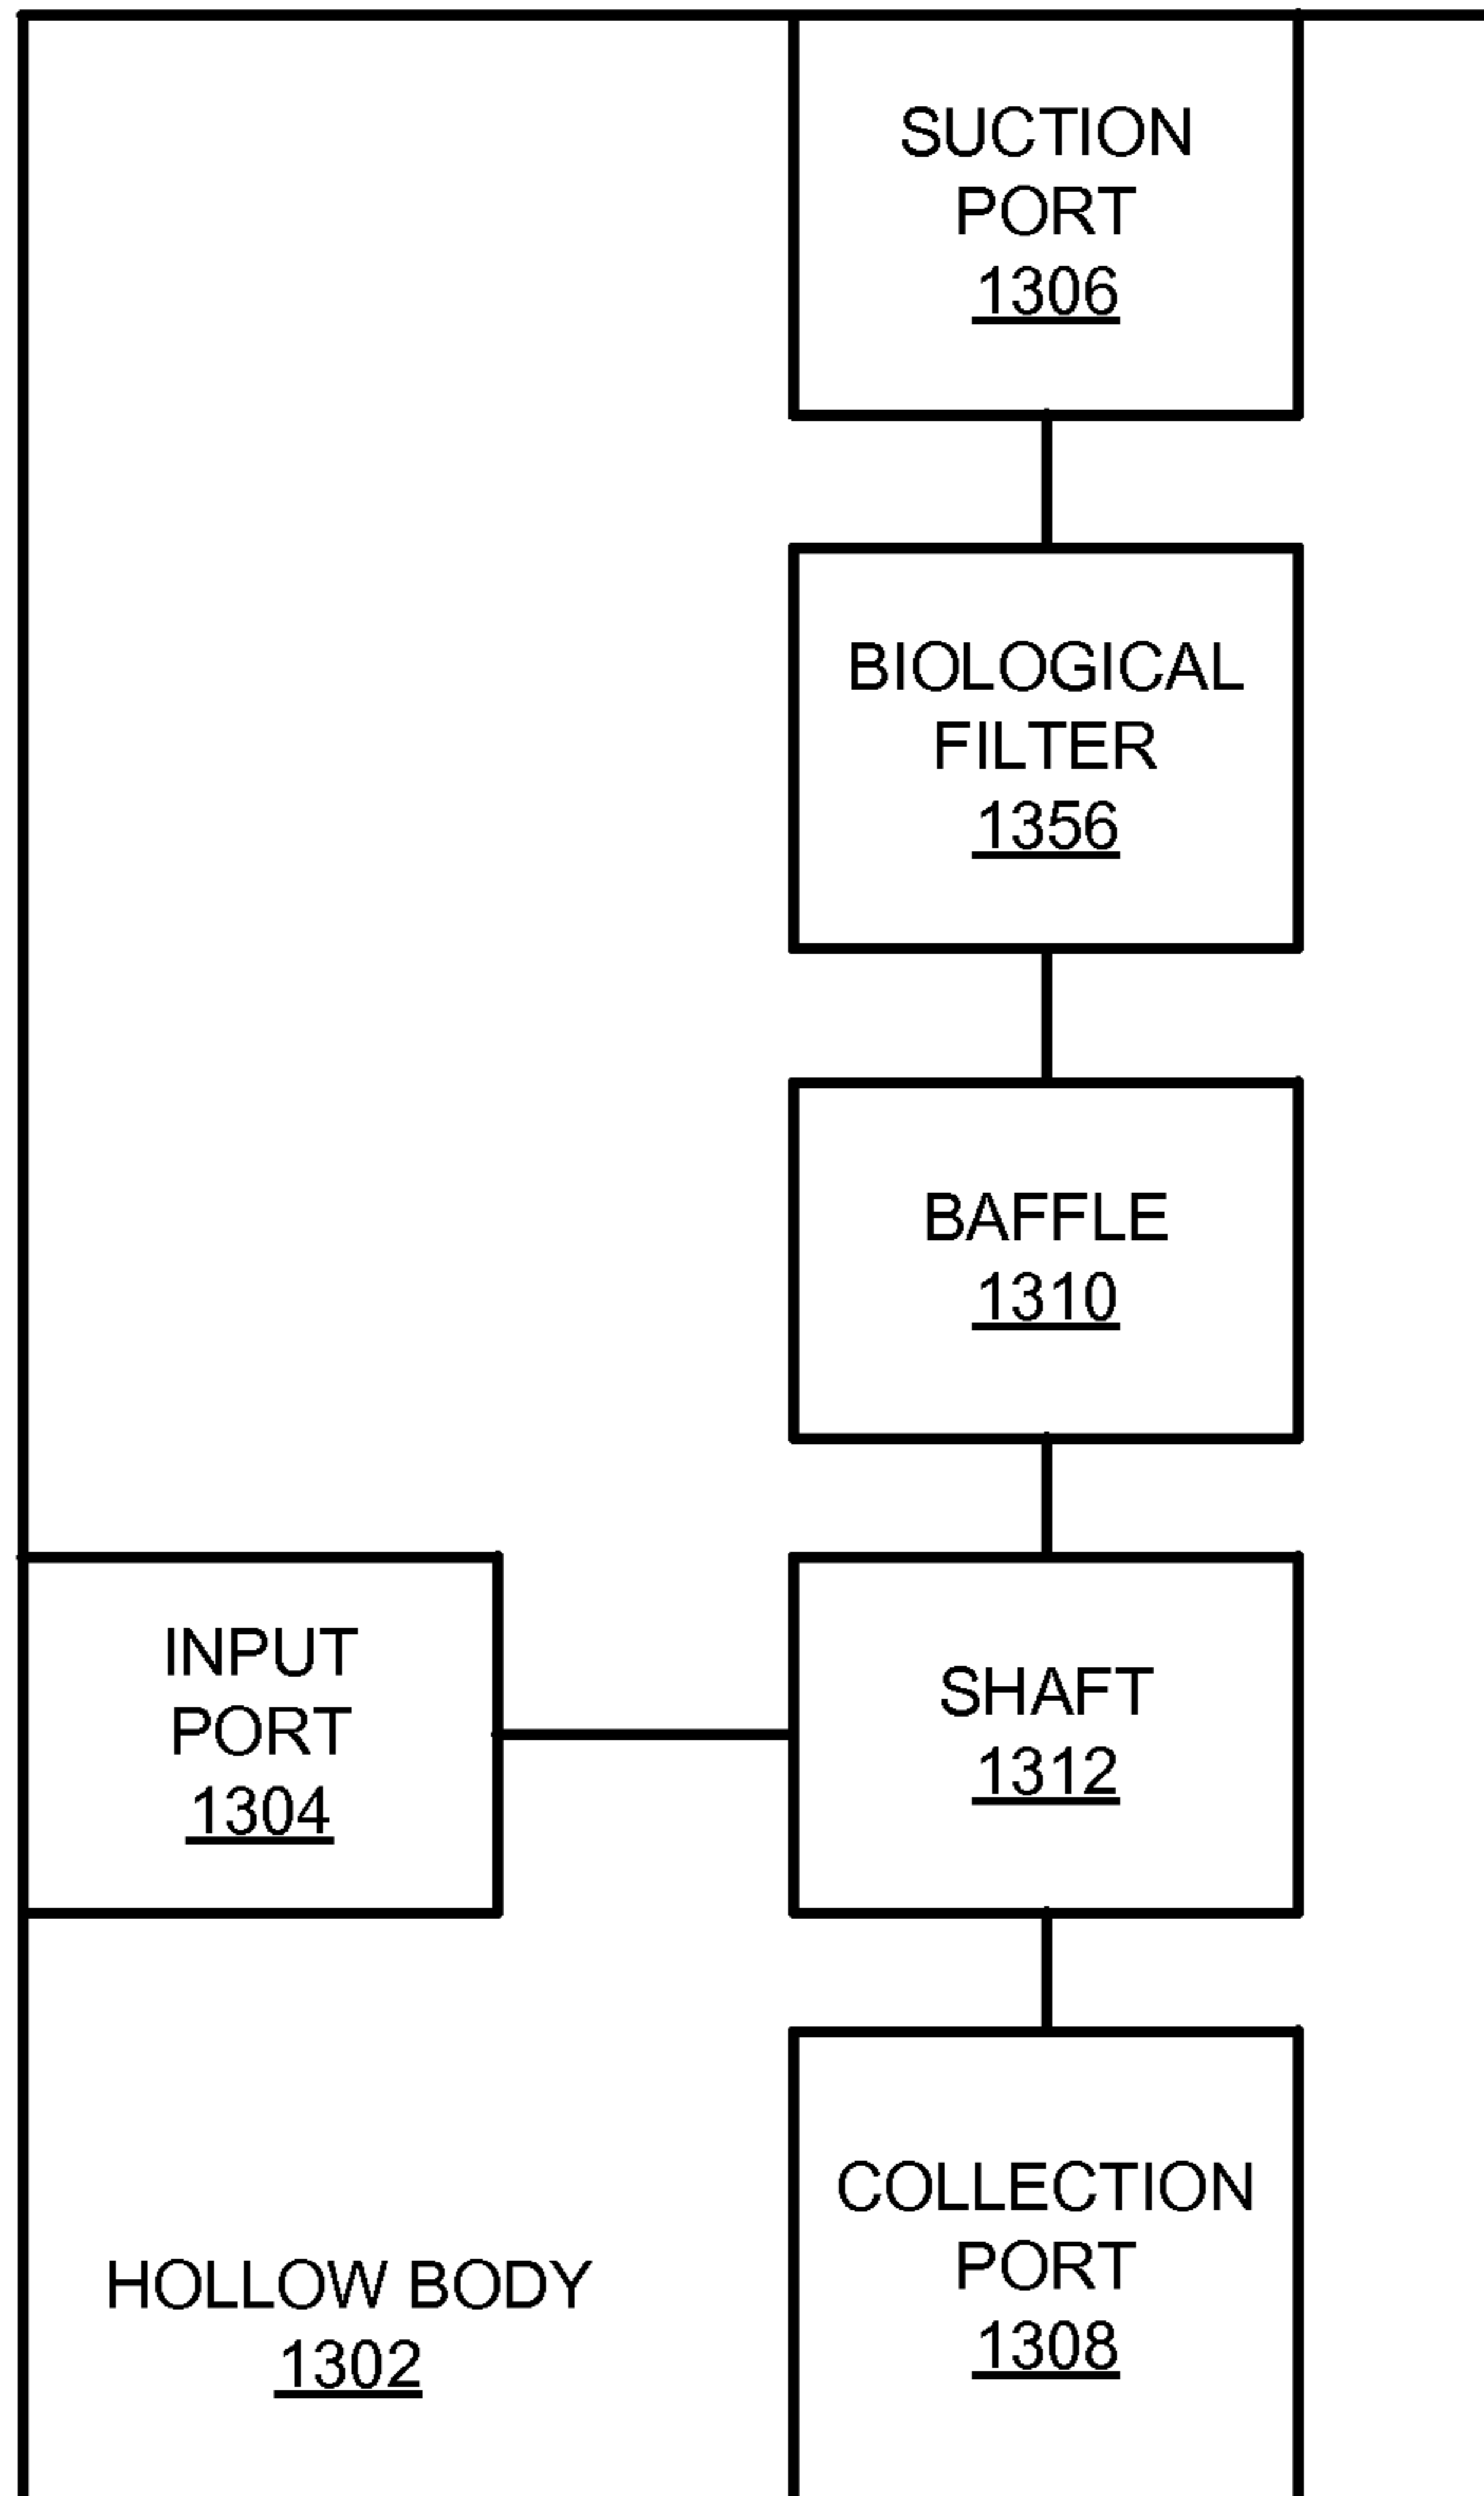 SUCTION
PORT
1306
BIOLOGICAL
FILTER
1356
BAFFLE
1310
INPUT
PORT
1304
SHAFT
1312
COLLECTION
PORT
1308
HOLLOW BODY
1302